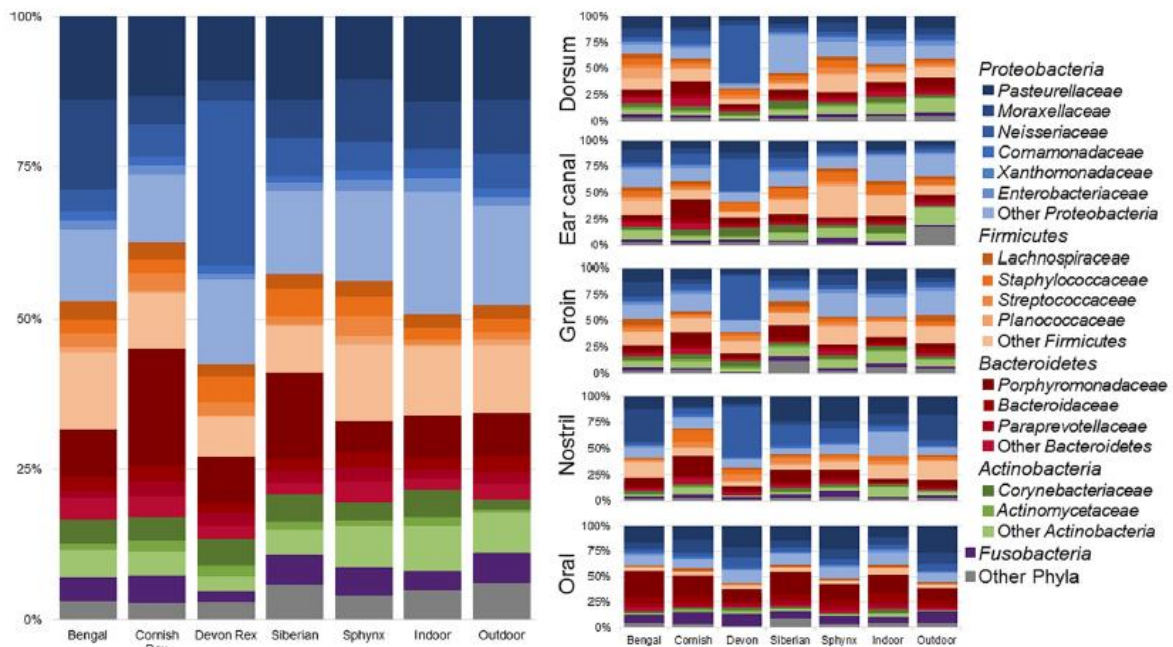 100%
75%
50%
25%
0%
Bengal
Cornish
Devon Rex
Siberian
Sphynx
Indoor
Outdoor
Dorsum
100%
75%
50%
25%
0%
Ear canal
100%
75%
50%
25%
0%
Groin
100%
75%
50%
25%
0%
Nostril
100%
75%
50%
25%
0%
Oral
100%
75%
50%
25%
0%
Bengal
Cornish
Devon
Siberian
Sphynx
Indoor
Outdoor
Proteobacteria
Pasteurellaceae
Moraxellaceae
Neisseriaceae
Comamonadaceae
Xanthomonadaceae
Enterobacteriaceae
Other Proteobacteria
Firmicutes
Lachnospiraceae
Staphylococcaceae
Streptococcaceae
Planococcaceae
Other Firmicutes
Bacteroidetes
Porphyromonadaceae
Bacteroidaceae
Paraprevotellaceae
Other Bacteroidetes
Actinobacteria
Corynebacteriaceae
Actinomycetaceae
Other Actinobacteria
Fusobacteria
Other Phyla